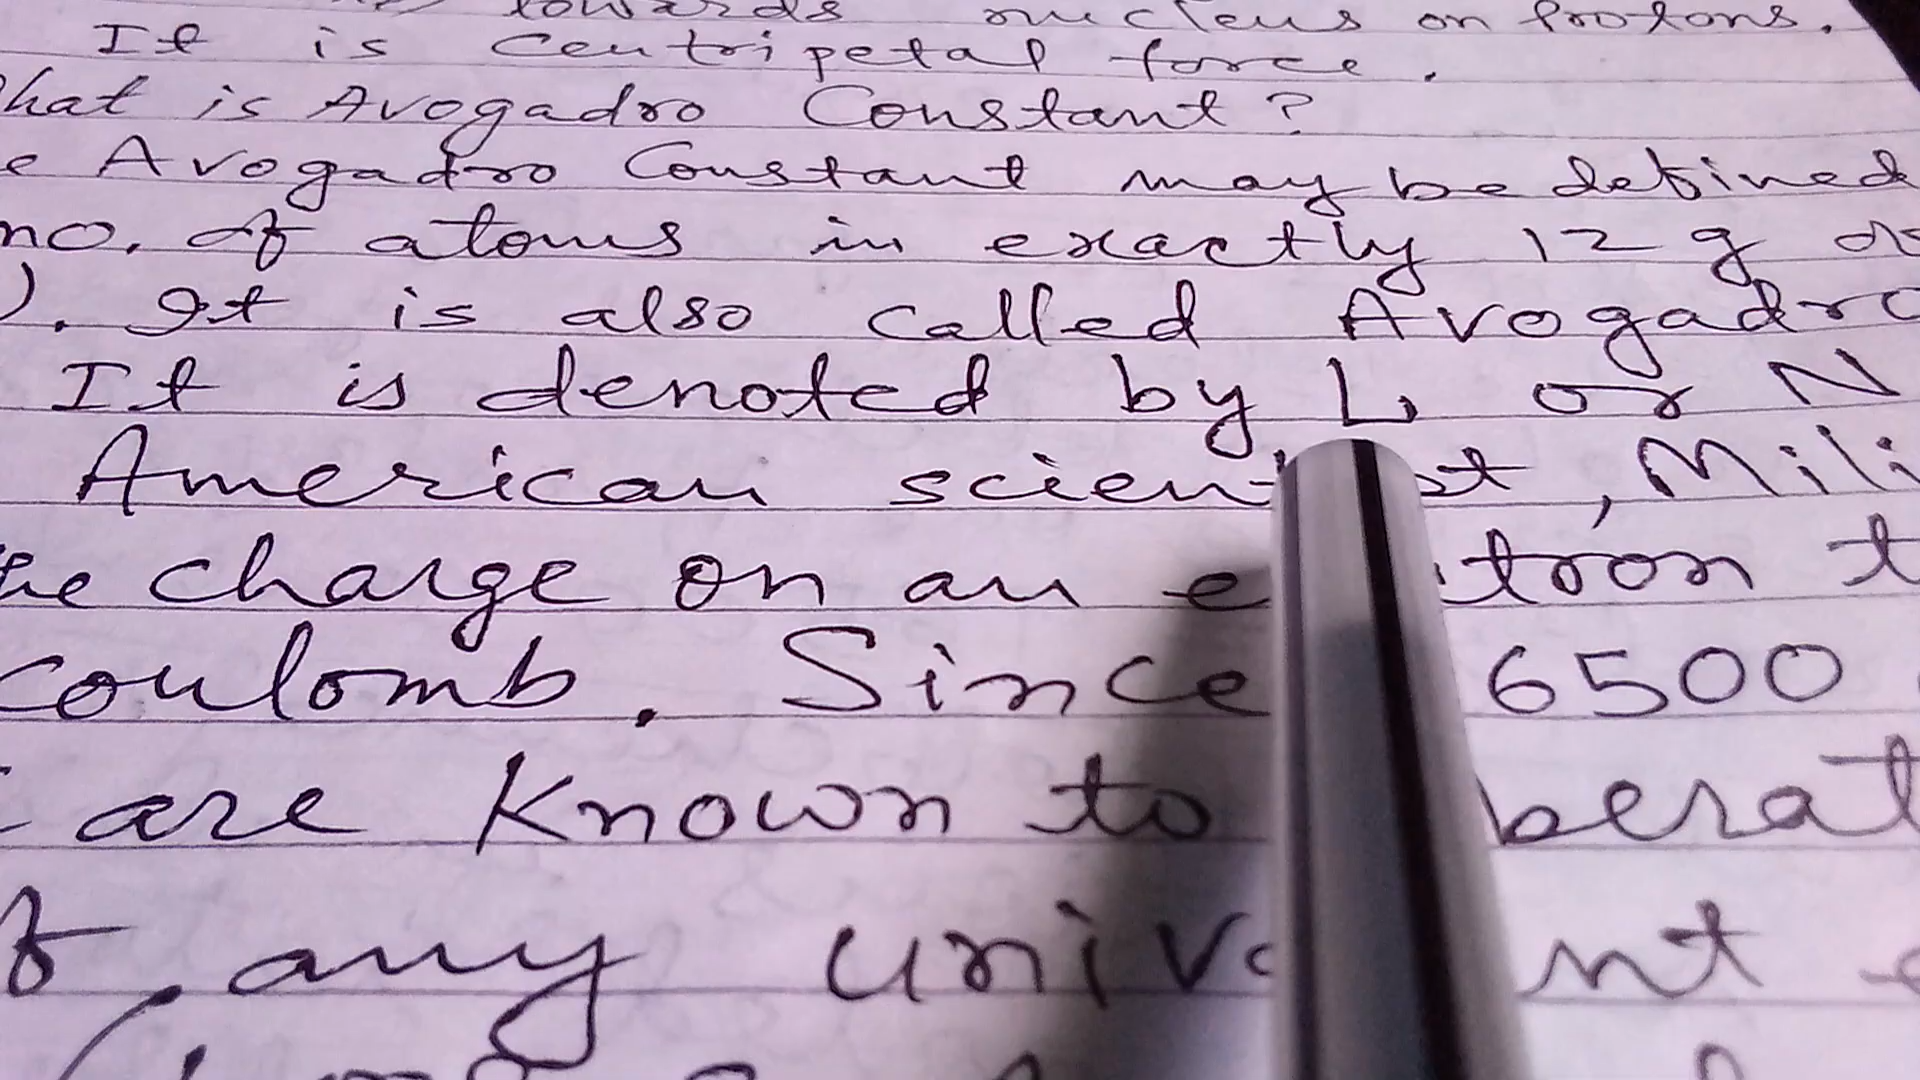 towards nucleus on Protons.
It is Centripetal force.
hat is Avogadro Constant?
e Avogadro Constant may be defined
no. of atoms in exactly 12 g
). It is also called Avogadro
It is denoted by L, or N
American scien st, Mili
he charge on an e tron t
coulomb. Since 6500
are Known to berat
any univ nt